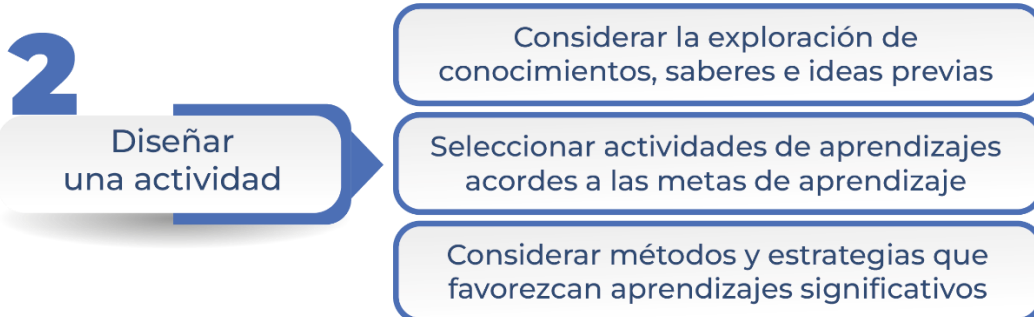 2
Diseñar
una actividad
Considerar la exploración de
conocimientos, saberes e ideas previas
Seleccionar actividades de aprendizajes
acordes a las metas de aprendizaje
Considerar métodos y estrategias que
favorezcan aprendizajes significativos